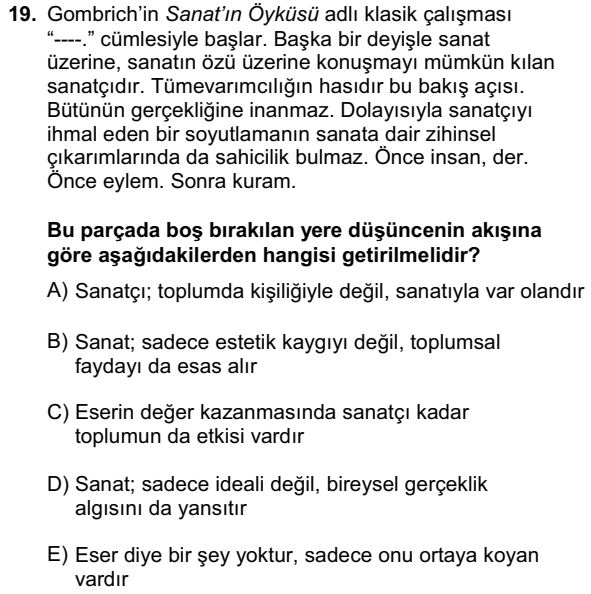 19. Gombrich’in Sanat’ın Öyküsü adlı klasik çalışması
“----.” cümlesiyle başlar. Başka bir deyişle sanat
üzerine, sanatın özü üzerine konuşmayı mümkün kılan
sanatçıdır. Tümevarımcılığın hasıdır bu bakış açısı.
Bütünün gerçekliğine inanmaz. Dolayısıyla sanatçıyı
ihmal eden bir soyutlamanın sanata dair zihinsel
çıkarımlarında da sahicilik bulmaz. Önce insan, der.
Önce eylem. Sonra kuram.
Bu parçada boş bırakılan yere düşüncenin akışına
göre aşağıdakilerden hangisi getirilmelidir?
A) Sanatçı; toplumda kişiliğiyle değil, sanatıyla var olandır
B) Sanat; sadece estetik kaygıyı değil, toplumsal
faydayı da esas alır
C) Eserin değer kazanmasında sanatçı kadar
toplumun da etkisi vardır
D) Sanat; sadece ideali değil, bireysel gerçeklik
algısını da yansıtır
E) Eser diye bir şey yoktur, sadece onu ortaya koyan
vardır